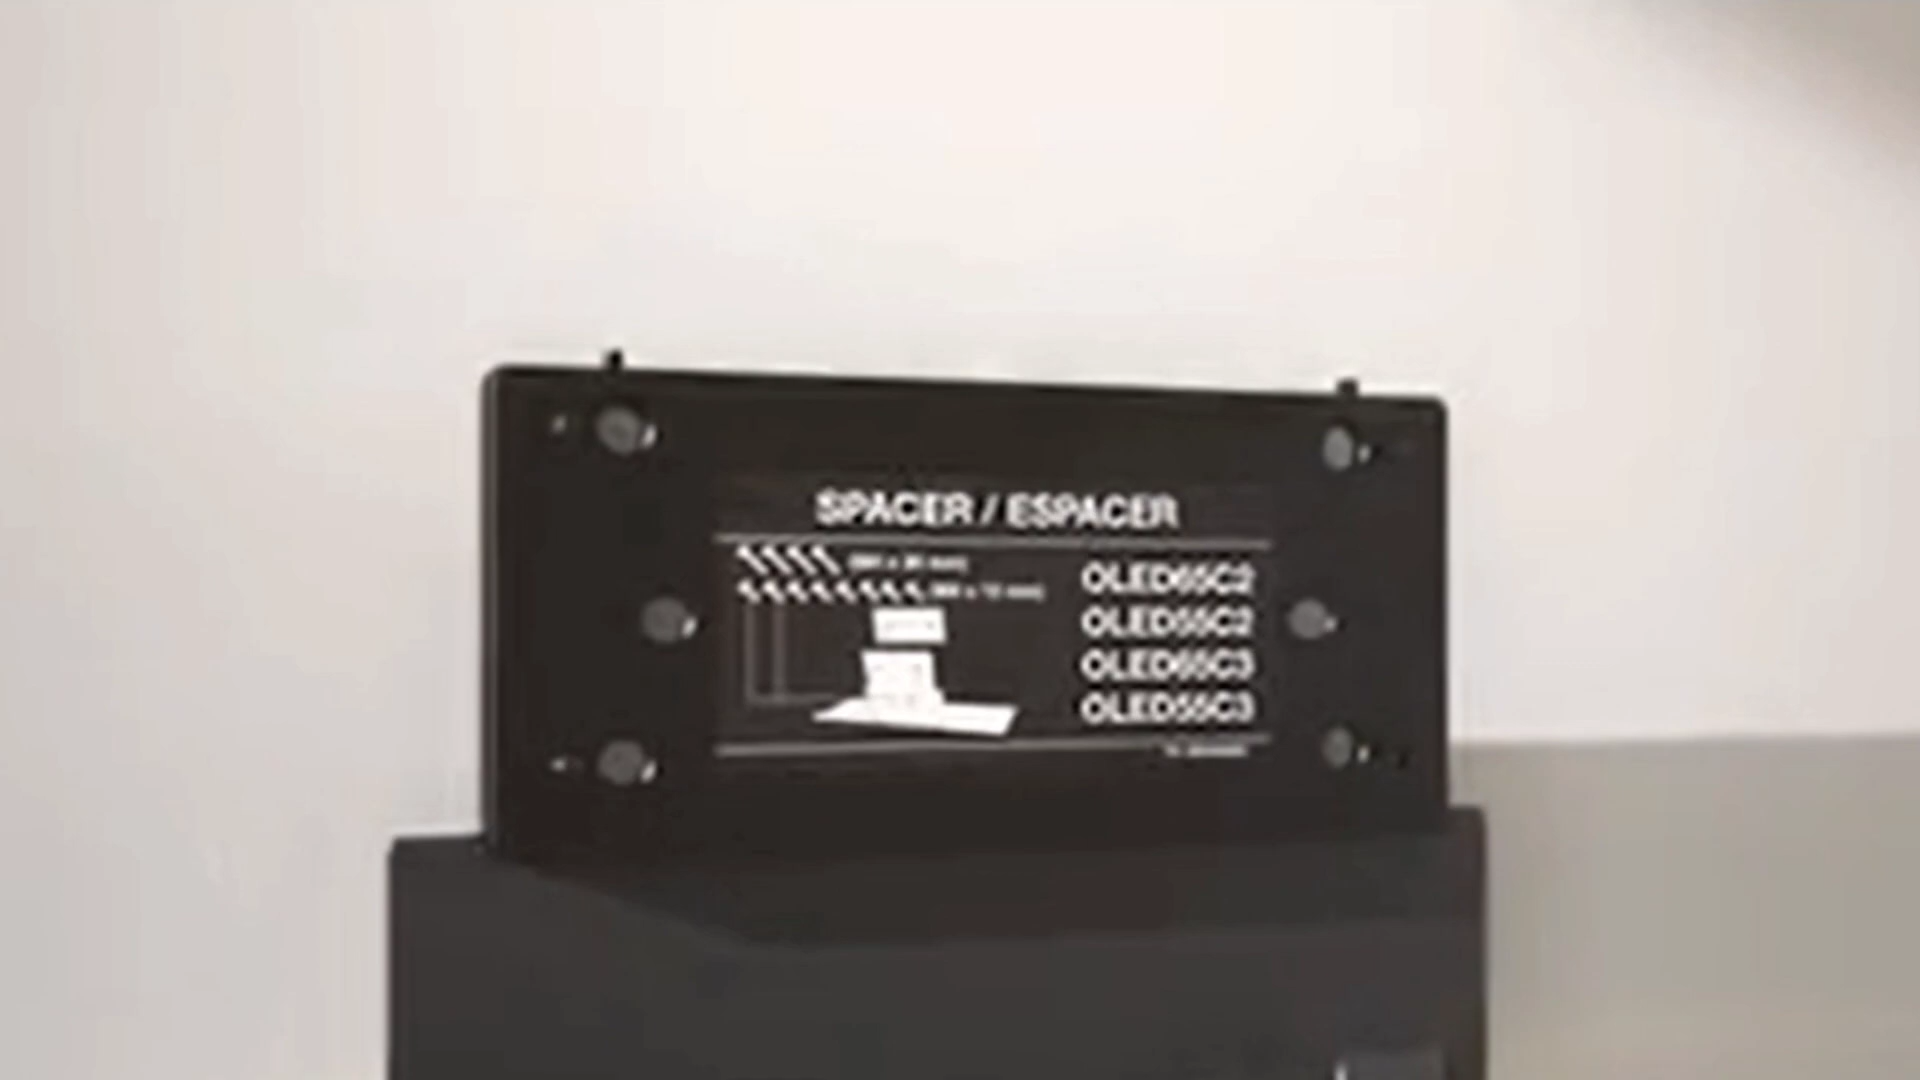 SPACER / ESPACER
OLED65C2
OLED55C2
OLED65C3
OLED55C3